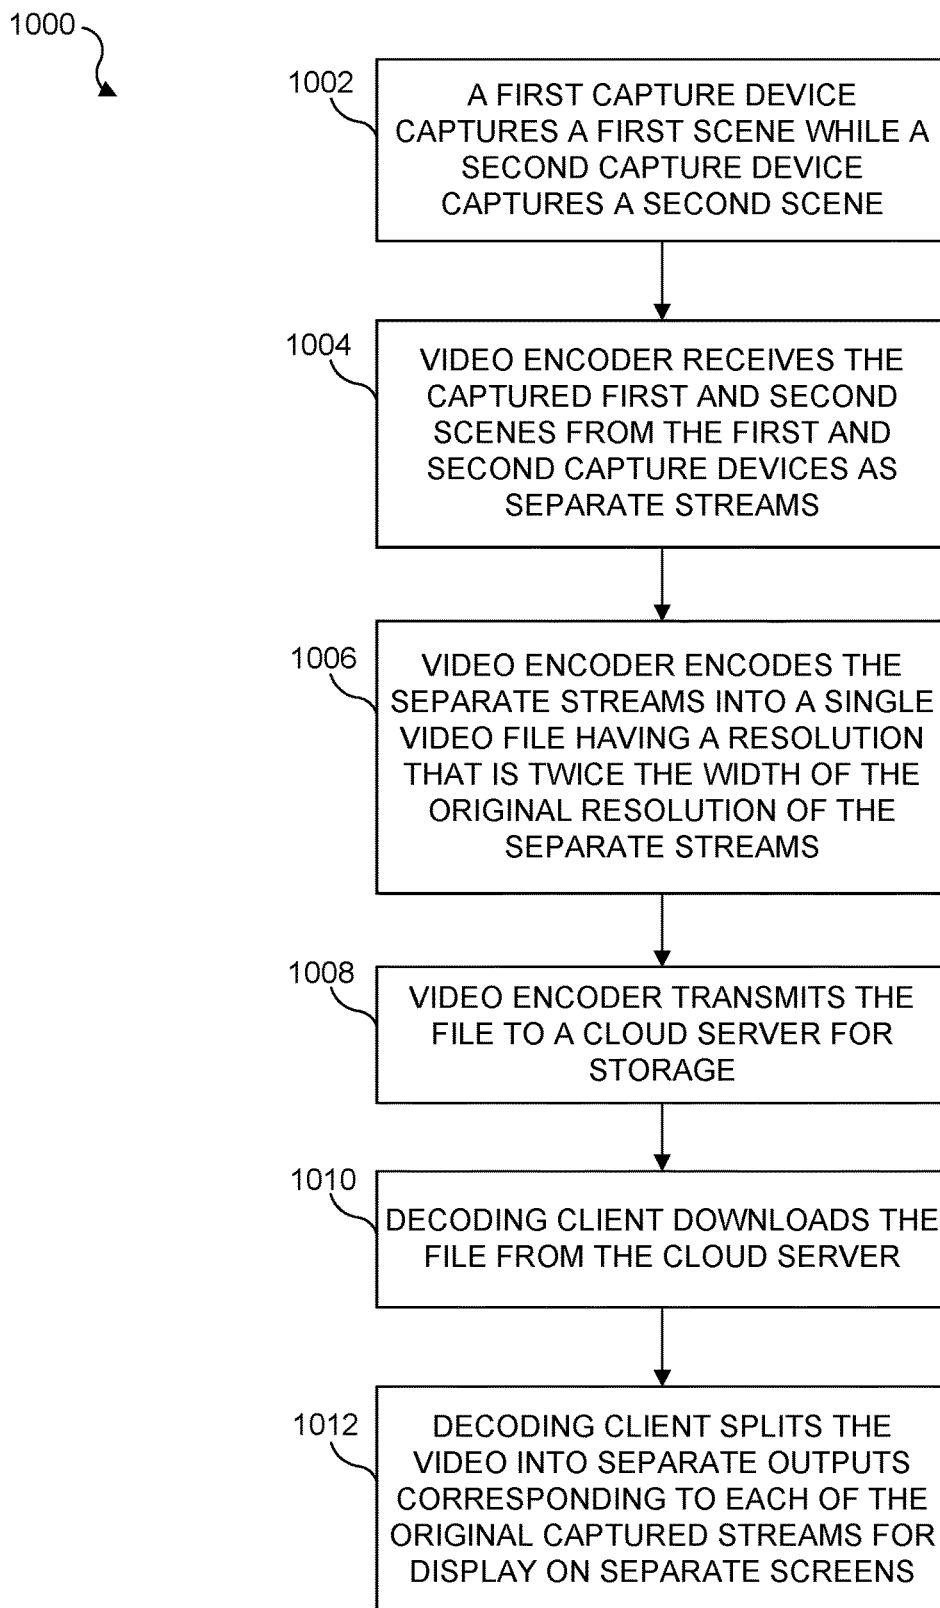 1000
1002
A FIRST CAPTURE DEVICE
CAPTURES A FIRST SCENE WHILE A
SECOND CAPTURE DEVICE
CAPTURES A SECOND SCENE
1004
VIDEO ENCODER RECEIVES THE
CAPTURED FIRST AND SECOND
SCENES FROM THE FIRST AND
SECOND CAPTURE DEVICES AS
SEPARATE STREAMS
1006
VIDEO ENCODER ENCODES THE
SEPARATE STREAMS INTO A SINGLE
VIDEO FILE HAVING A RESOLUTION
THAT IS TWICE THE WIDTH OF THE
ORIGINAL RESOLUTION OF THE
SEPARATE STREAMS
1008
VIDEO ENCODER TRANSMITS THE
FILE TO A CLOUD SERVER FOR
STORAGE
1010
DECODING CLIENT DOWNLOADS THE
FILE FROM THE CLOUD SERVER
1012
DECODING CLIENT SPLITS THE
VIDEO INTO SEPARATE OUTPUTS
CORRESPONDING TO EACH OF THE
ORIGINAL CAPTURED STREAMS FOR
DISPLAY ON SEPARATE SCREENS